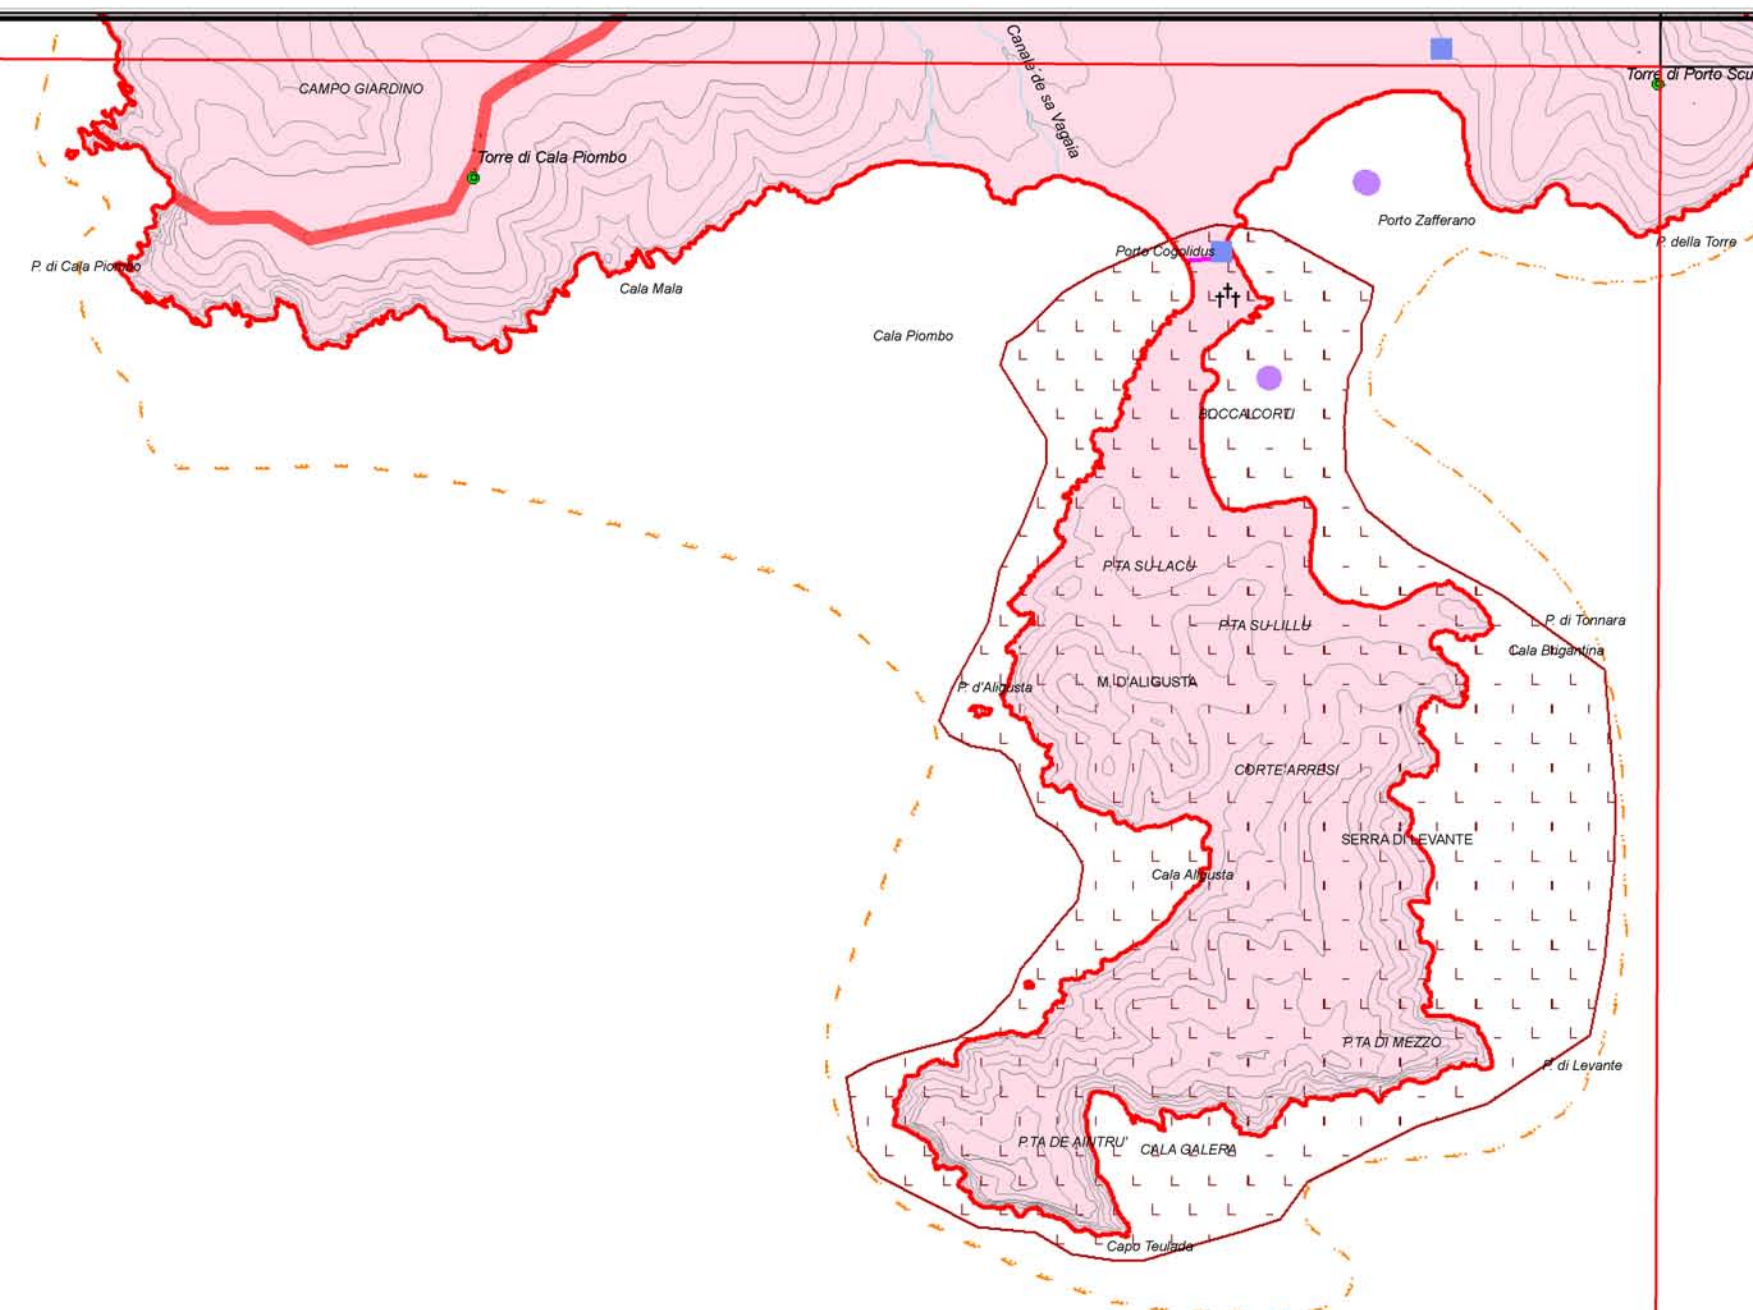 Canale de sa Vagaia
Torre di Porto Scu
CAMPO GIARDINO
Torre di Cala Piombo
Porto Zafferano
P. della Torre
Porto Cogolidus
P. di Cala Piombo
Cala Mala
Cala Piombo
BOCCALCORTI
P.TA SU LACU
P.TA SU LILLU
P. di Tonnara
Cala Brigantina
P. d'Aligusta
M. D'ALIGUSTA
CORTE ARRESI
SERRA DI LEVANTE
Cala Aligusta
P.TA DI MEZZO
P. di Levante
P.TA DE AINTRU'
CALA GALERA
Capo Teulada